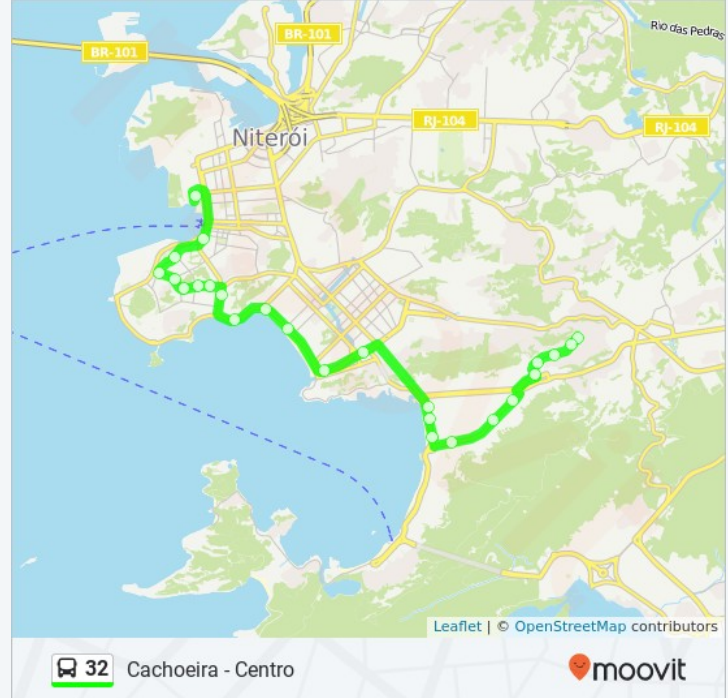 BR-101
BR-101
Rio das Pedras
RJ-104
RJ-104
Niterói
Leaflet | © OpenStreetMap contributors
32 Cachoeira - Centro
moovit